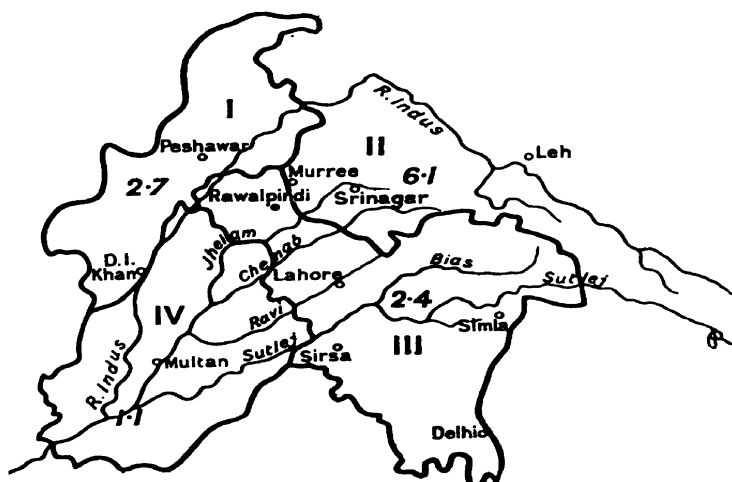 I
R. Indus
Peshawar
II
Leh
Murree
6·1
2·7
Rawalpindi
Srinagar
Jhelam
Chenab
D.I.
Khan
Lahore
Bias
Sutlej
2·4
IV
Ravi
Simla
III
Sutlej
Sirsa
Multan
R. Indus
1·1
Delhi